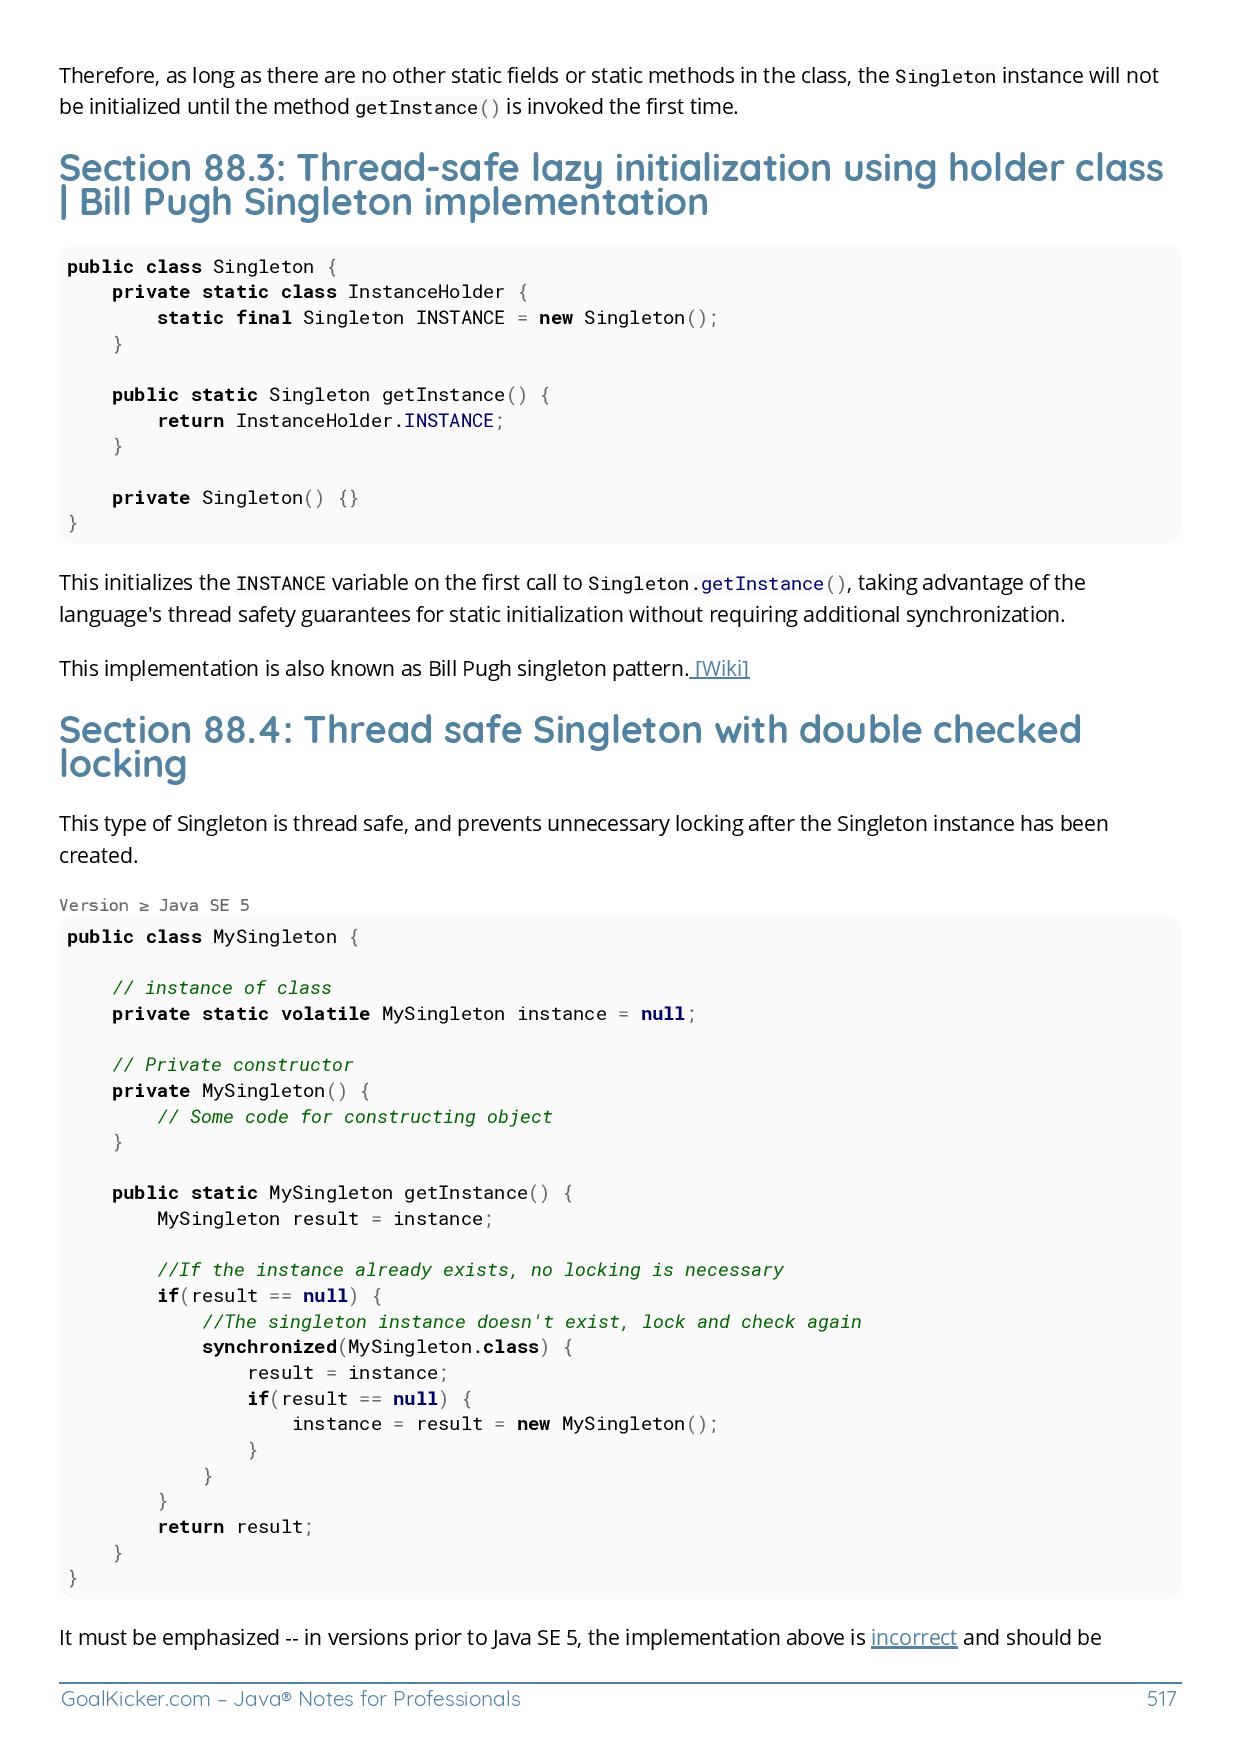 Therefore, as long as there are no other static fields or static methods in the class, the Singleton instance will not
be initialized until the method getInstance() is invoked the first time.
Section 88.3: Thread-safe lazy initialization using holder class
| Bill Pugh Singleton implementation
public class Singleton {
    private static class InstanceHolder {
        static final Singleton INSTANCE = new Singleton();
    }

    public static Singleton getInstance() {
        return InstanceHolder.INSTANCE;
    }

    private Singleton() {}
}
This initializes the INSTANCE variable on the first call to Singleton.getInstance(), taking advantage of the
language's thread safety guarantees for static initialization without requiring additional synchronization.
This implementation is also known as Bill Pugh singleton pattern. [Wiki]
Section 88.4: Thread safe Singleton with double checked
locking
This type of Singleton is thread safe, and prevents unnecessary locking after the Singleton instance has been
created.
Version ≥ Java SE 5
public class MySingleton {

    // instance of class
    private static volatile MySingleton instance = null;

    // Private constructor
    private MySingleton() {
        // Some code for constructing object
    }

    public static MySingleton getInstance() {
        MySingleton result = instance;

        //If the instance already exists, no locking is necessary
        if(result == null) {
            //The singleton instance doesn't exist, lock and check again
            synchronized(MySingleton.class) {
                result = instance;
                if(result == null) {
                    instance = result = new MySingleton();
                }
            }
        }
        return result;
    }
}
It must be emphasized -- in versions prior to Java SE 5, the implementation above is incorrect and should be
GoalKicker.com – Java® Notes for Professionals 517